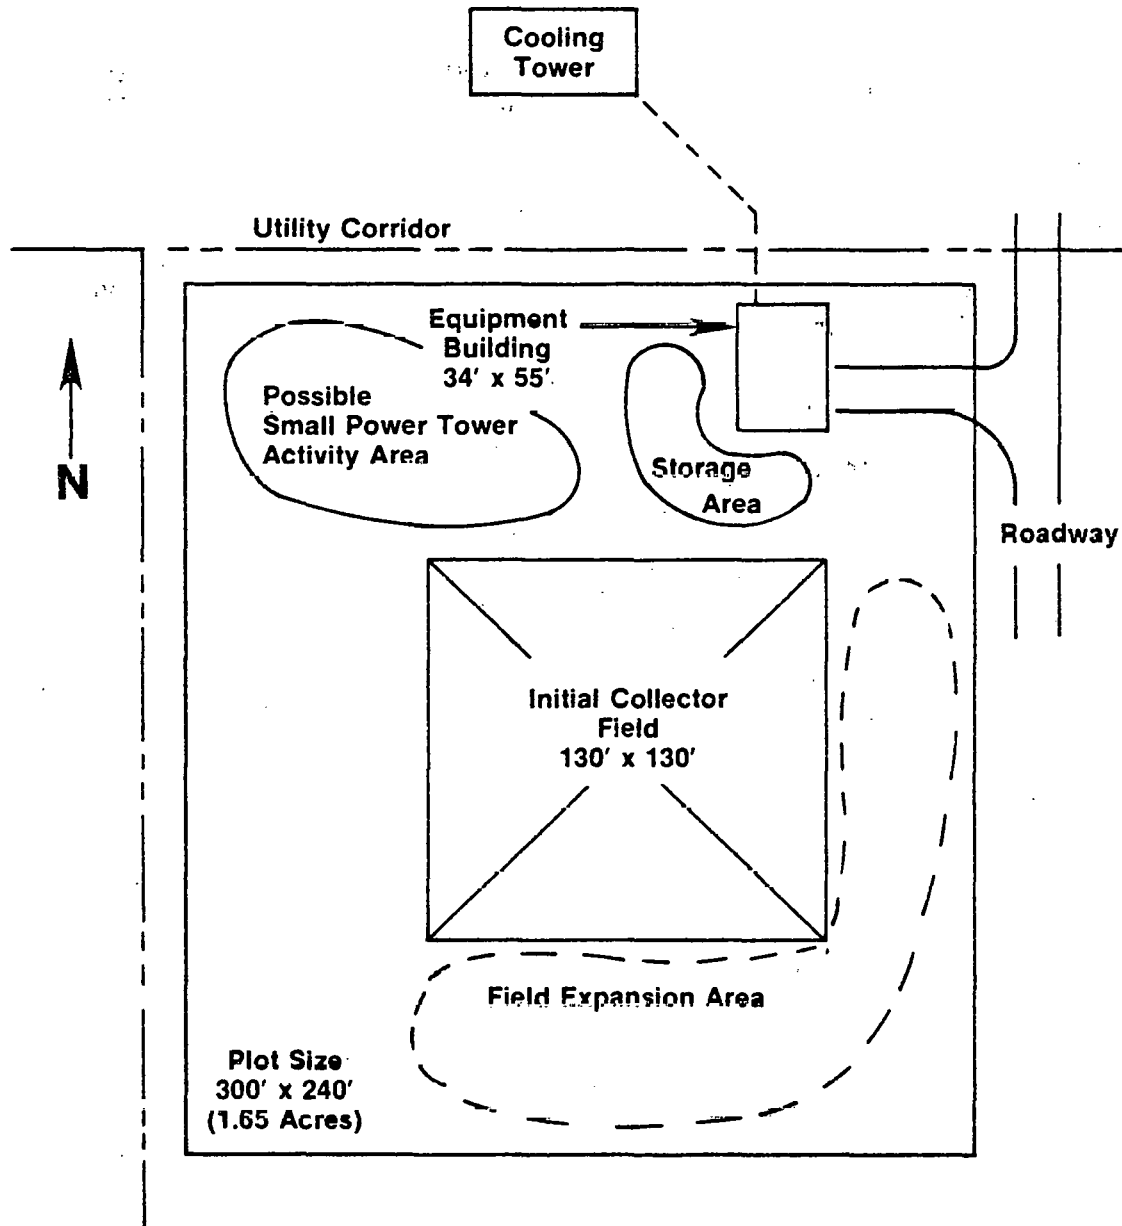 Cooling
Tower
Utility Corridor
Equipment
Building
34' x 55'
Possible
Small Power Tower
Activity Area
N
Storage
Area
Roadway
Initial Collector
Field
130' x 130'
Field Expansion Area
Plot Size
300' x 240'
(1.65 Acres)